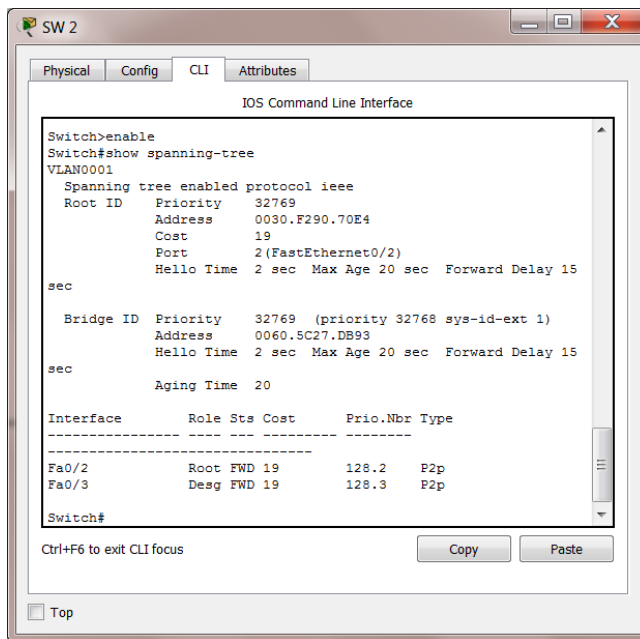 SW 2
Physical Config CLI Attributes
IOS Command Line Interface
Switch>enable
Switch#show spanning-tree
VLAN0001
  Spanning tree enabled protocol ieee
  Root ID    Priority    32769
             Address     0030.F290.70E4
             Cost        19
             Port        2(FastEthernet0/2)
             Hello Time  2 sec  Max Age 20 sec  Forward Delay 15
sec

  Bridge ID  Priority    32769  (priority 32768 sys-id-ext 1)
             Address     0060.5C27.DB93
             Hello Time  2 sec  Max Age 20 sec  Forward Delay 15
sec
             Aging Time  20

Interface        Role Sts Cost      Prio.Nbr Type
---------------- ---- --- --------- --------
--------------------------------
Fa0/2            Root FWD 19        128.2    P2p
Fa0/3            Desg FWD 19        128.3    P2p

Switch#
Ctrl+F6 to exit CLI focus Copy Paste
Top